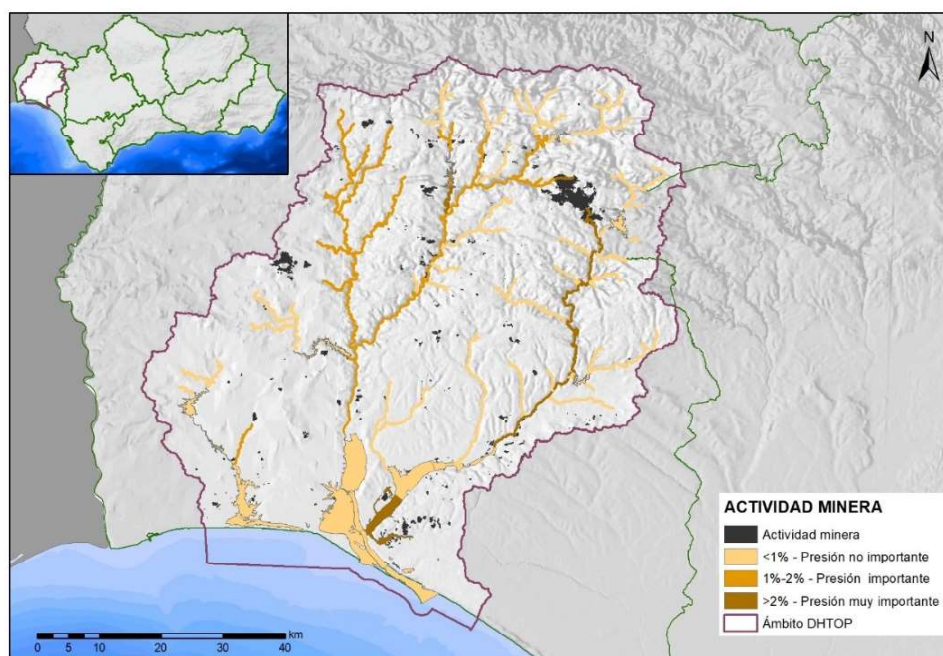 N
ACTIVIDAD MINERA
Actividad minera
<1% - Presión no importante
1%-2% - Presión importante
>2% - Presión muy importante
Ámbito DHTOP
km
0 5 10 20 30 40